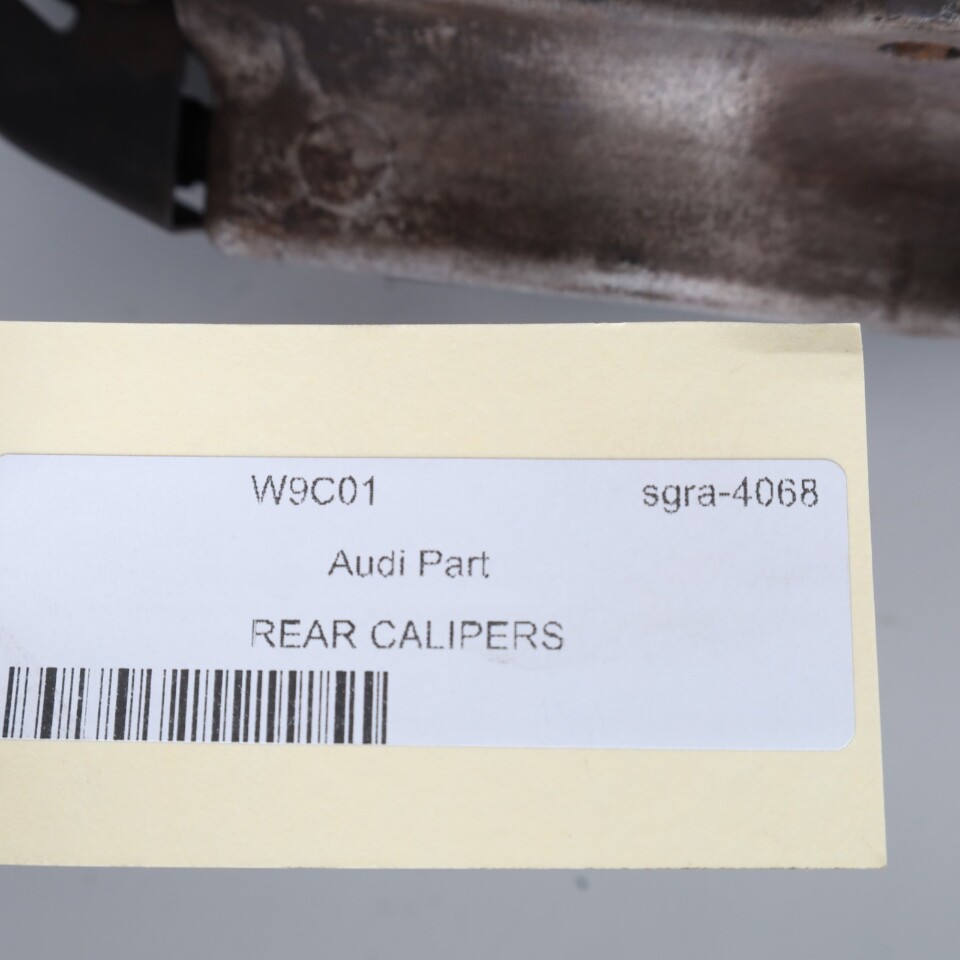 W9C01 sgra-4068
Audi Part
REAR CALIPERS